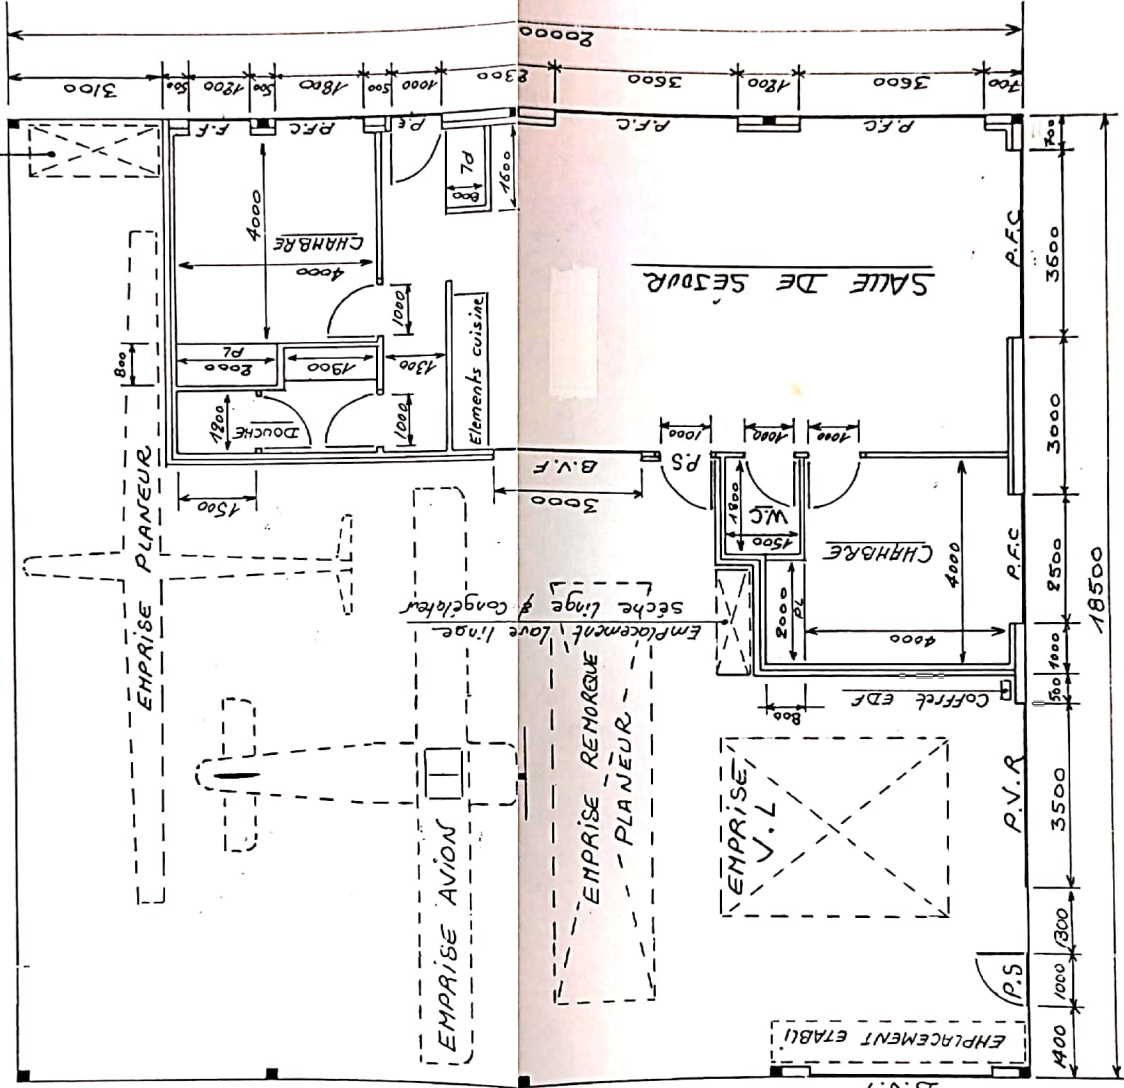 20000
3100
500
1200
500
1800
500
1000
2300
3600
1200
3600
700
F.F
P.F.C
P.E
P.F.C
P.F.C
4000
CHAMBRE
4000
PL
800
1600
SALLE DE SÉJOUR
700
P.F.C
3600
3000
P.F.C
2500
1000
500
18500
P.V.R
3500
1300
1000
P.S
1400
800
PL
2000
1900
1300
1000
1000
Elements cuisine
1200
DOUCHE
1500
B.V.F
3000
P.S
1000
1000
1000
1800
W.C
1500
CHAMBRE
4000
4000
PL
2000
800
COFFRET EDF
Emplacement Lave linge
Sèche linge & Congélateur
EMPRISE PLANEUR
EMPRISE AVION
EMPRISE REMORQUE
PLANEUR
EMPRISE
V.L
EMPLACEMENT ETABLI